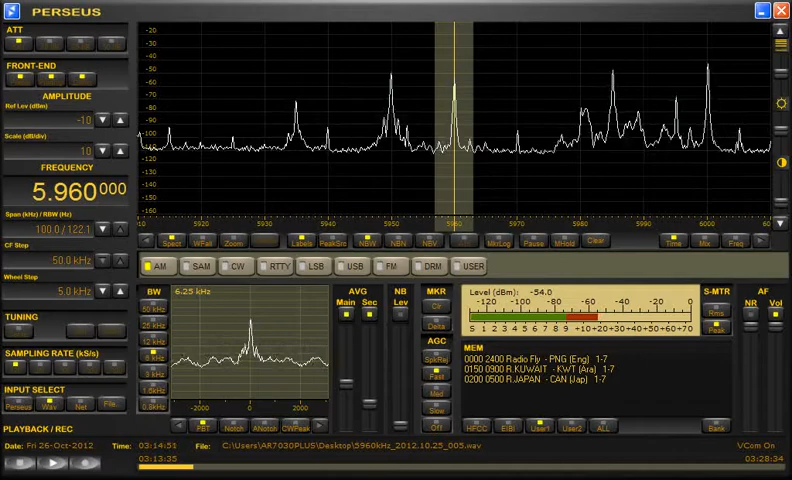 PERSEUS
ATT
FRONT-END
AMPLITUDE
Ref Lev (dBm)
-10
Scale (dB/div)
10
FREQUENCY
5.960000
Span (kHz) / RBW (Hz)
100.0 / 122.1
CF Step
50.0 kHz
Wheel Step
5.0 kHz
TUNING
SAMPLING RATE (kS/s)
INPUT SELECT
Perseus Wav Net File
PLAYBACK / REC
-20
-30
-40
-50
-60
-70
-80
-90
-100
-110
-120
-130
-140
-150
-160
5920 5930 5940 5950 5960 5970 5980 5990 6000
Spect WFall Zoom Labels PeakSrc NBW NBN NBV MkrLog Pause MHold Clear Time Mix Freq
AM SAM CW RTTY LSB USB FM DRM USER
BW
50 kHz
25 kHz
12 kHz
6 kHz
3 kHz
1.6kHz
0.8kHz
6.25 kHz
-2000 0 2000
PBT Notch ANotch CWPeak
AVG
Main Sec
NB
Lev
MKR
Clr
Delta
AGC
SpkRej
Fast
Med
Slow
Off
Level (dBm): -54.0
-120 -100 -80 -60 -40 -20 0
S 1 2 3 4 5 6 7 8 9 +10 +20 +30 +40 +50 +60 +70
S-MTR
Rms
Peak
AF
NR Vol
MEM
0000 2400 Radio Fly - PNG (Eng) 1-7
0150 0900 R.KUWAIT - KWT (Ara) 1-7
0200 0500 R.JAPAN - CAN (Jap) 1-7
HFCC EIBI User1 User2 ALL Bank
Date: Fri 26-Oct-2012 Time: 03:14:51 File: C:\Users\AR7030PLUS\Desktop\5960kHz_2012.10.25_005.wav VCom On
03:13:35 03:28:34